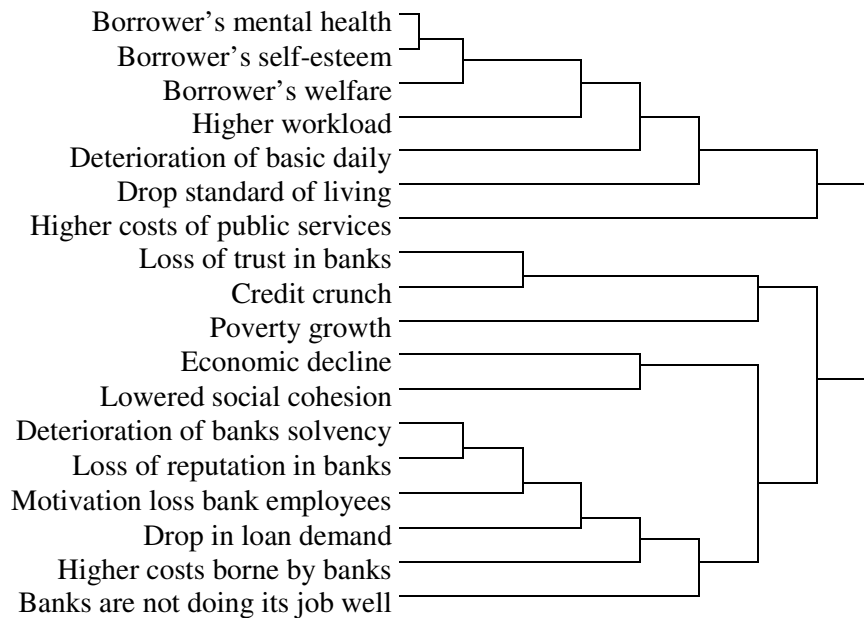 Borrower’s mental health
Borrower’s self-esteem
Borrower’s welfare
Higher workload
Deterioration of basic daily
Drop standard of living
Higher costs of public services
Loss of trust in banks
Credit crunch
Poverty growth
Economic decline
Lowered social cohesion
Deterioration of banks solvency
Loss of reputation in banks
Motivation loss bank employees
Drop in loan demand
Higher costs borne by banks
Banks are not doing its job well